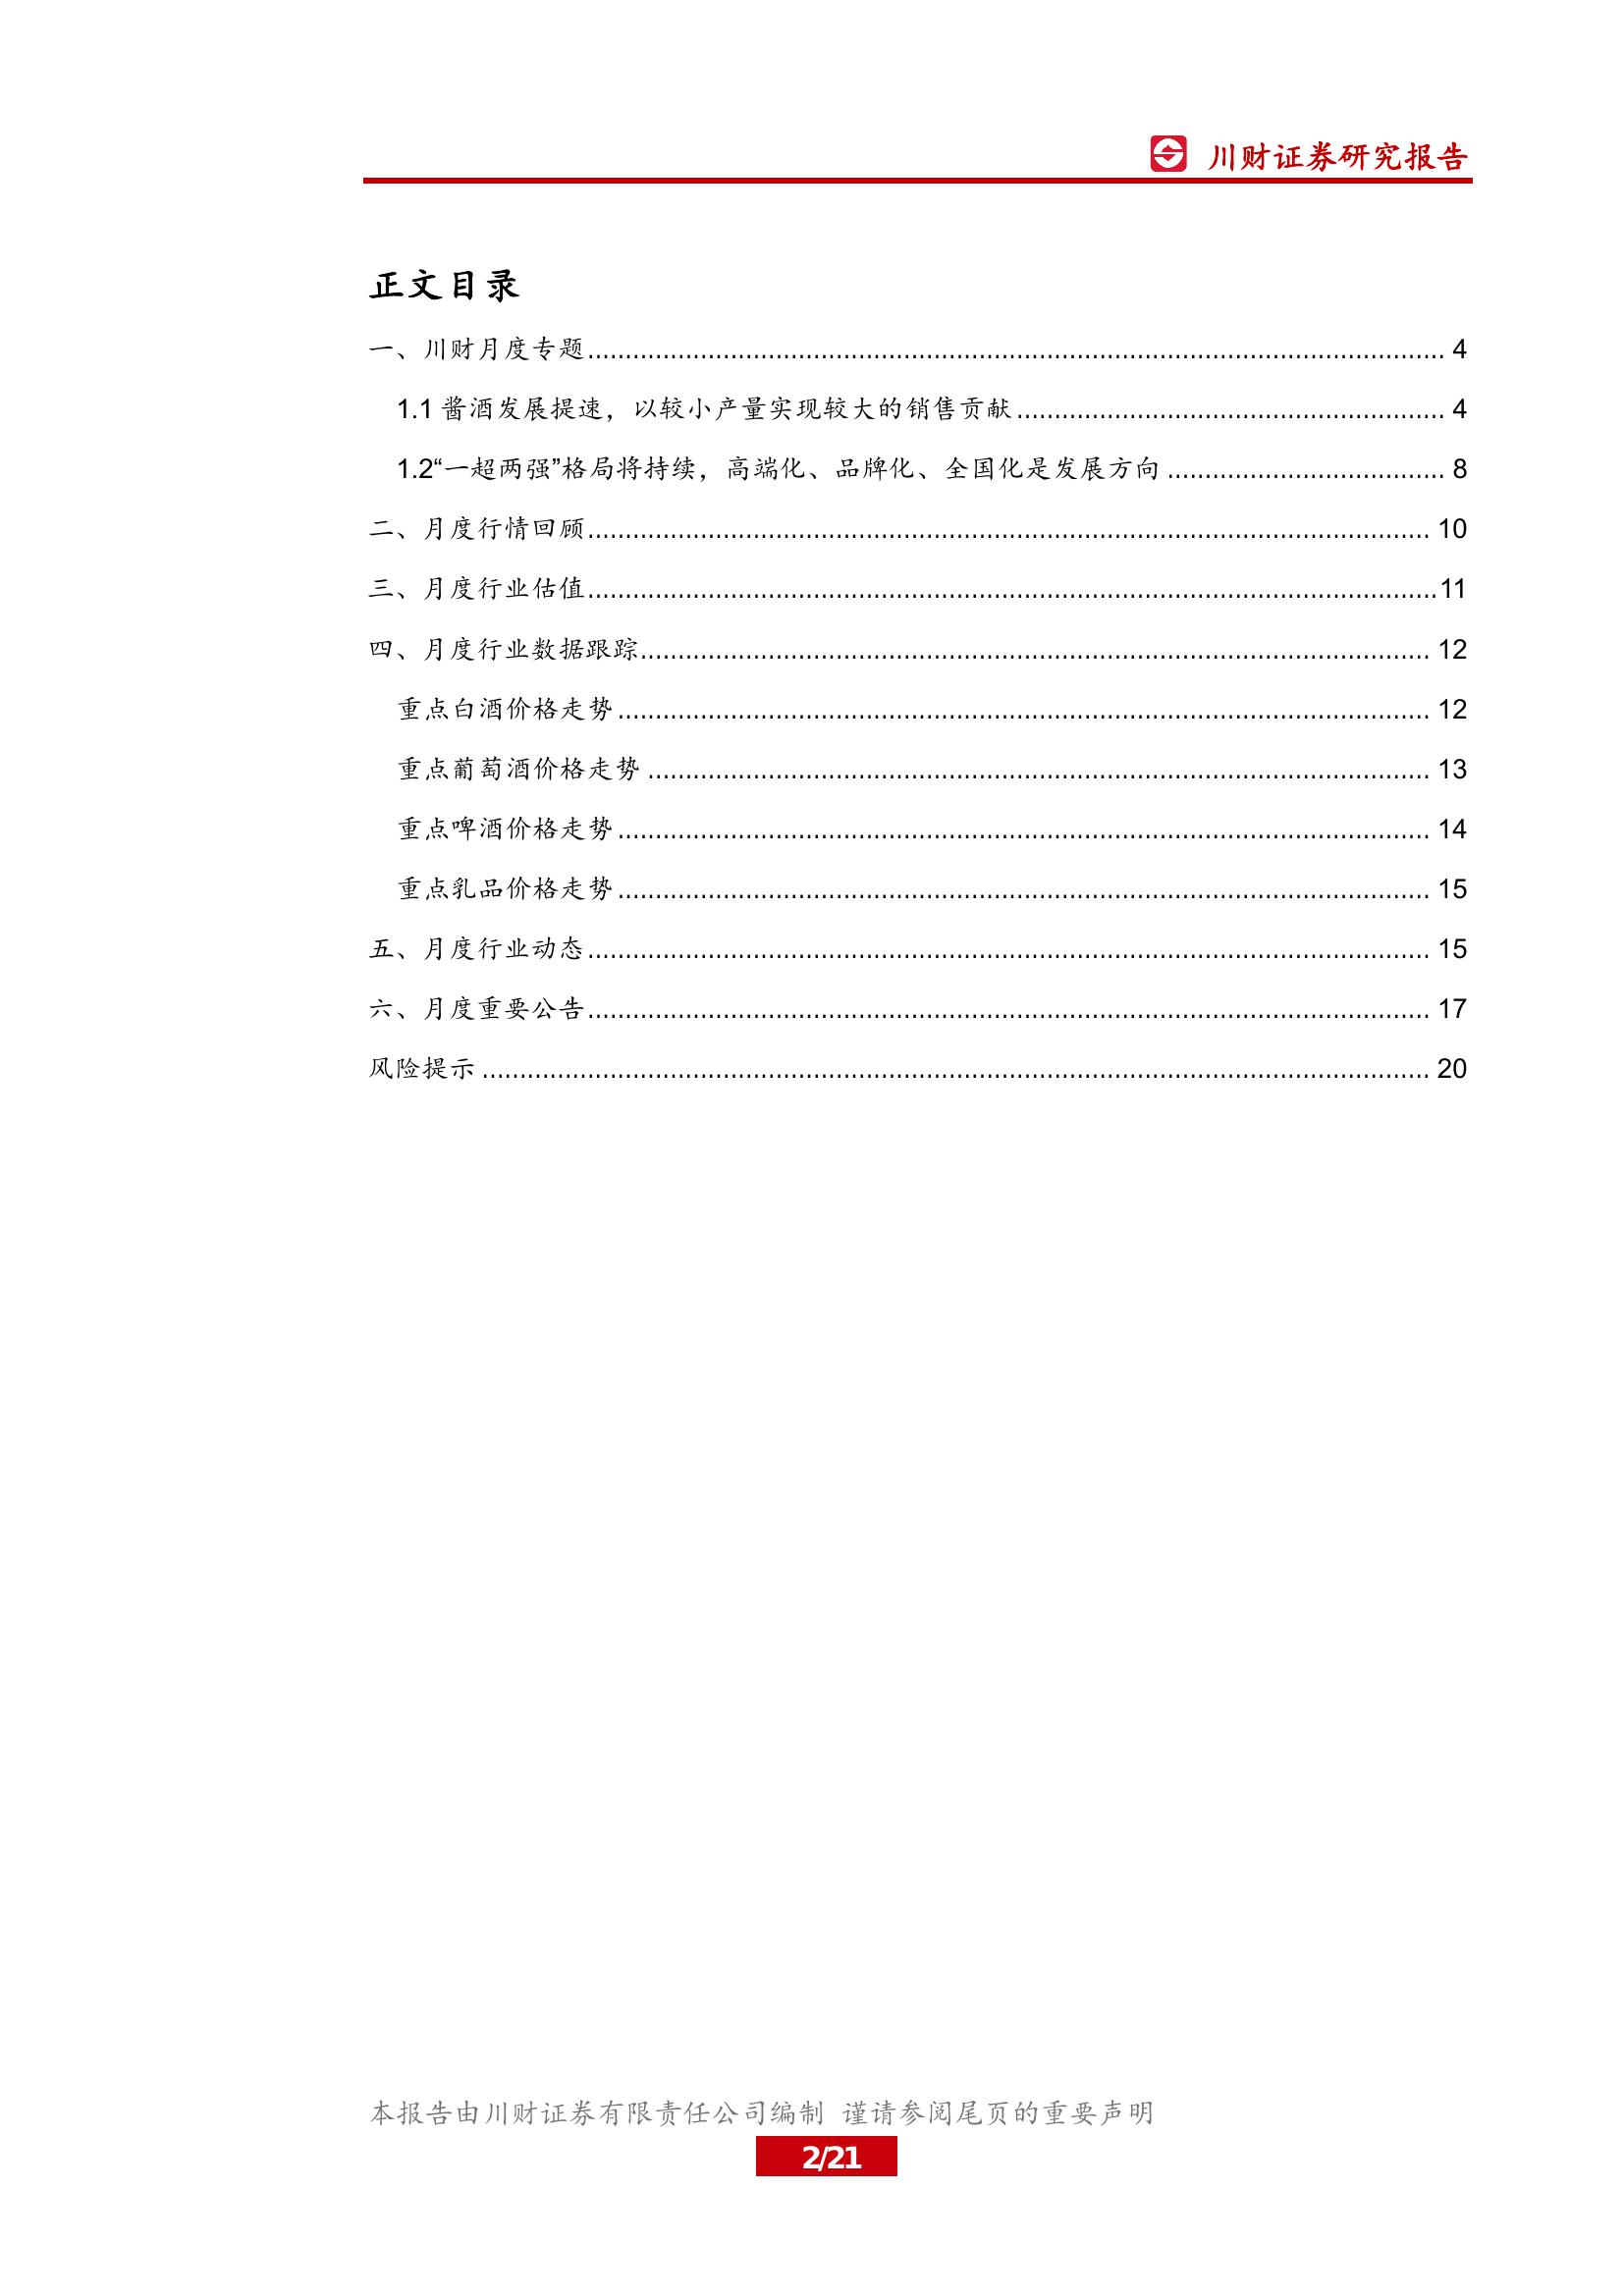 川财证券研究报告
正文目录
一、川财月度专题 4
1.1 酱酒发展提速，以较小产量实现较大的销售贡献 4
1.2“一超两强”格局将持续，高端化、品牌化、全国化是发展方向 8
二、月度行情回顾 10
三、月度行业估值 11
四、月度行业数据跟踪 12
重点白酒价格走势 12
重点葡萄酒价格走势 13
重点啤酒价格走势 14
重点乳品价格走势 15
五、月度行业动态 15
六、月度重要公告 17
风险提示 20
本报告由川财证券有限责任公司编制 谨请参阅尾页的重要声明
2/21